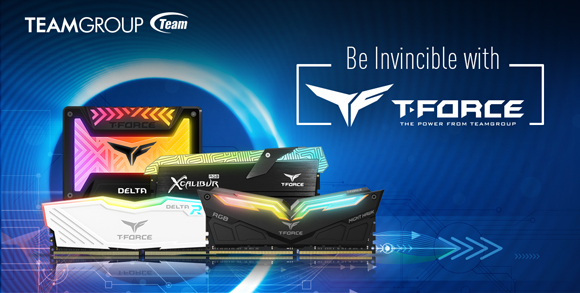 TEAMGROUP Team
Be Invincible with
T-FORCE
THE POWER FROM TEAMGROUP
T-FORCE
DELTA
XCALIBUR RGB
T-FORCE
DELTA R
T-FORCE
RGB
NIGHT HAWK
T-FORCE